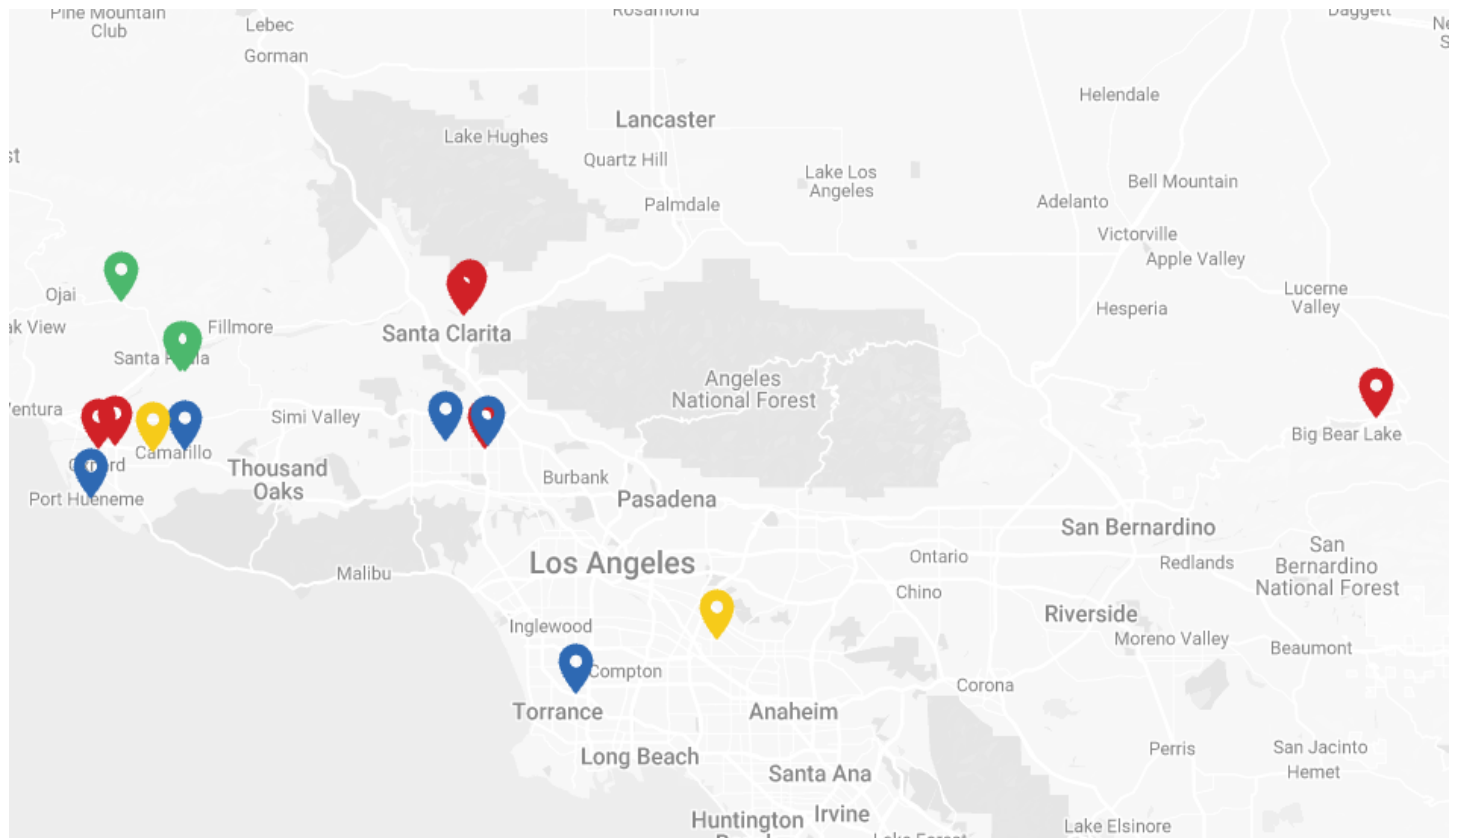 Pine Mountain
Club
Lebec
Gorman
Rosamond
Daggett
Helendale
Lancaster
Lake Hughes
Quartz Hill
Lake Los
Angeles
Bell Mountain
Adelanto
Palmdale
Victorville
Apple Valley
Ojai
Lucerne
Valley
Hesperia
ak View
Fillmore
Santa Clarita
Santa
Angeles
National Forest
entura
Simi Valley
Big Bear Lake
Camarillo
Thousand
Oaks
Burbank
Port Hueneme
Pasadena
San Bernardino
Los Angeles
Ontario
Redlands
San
Bernardino
National Forest
Malibu
Chino
Riverside
Inglewood
Moreno Valley
Beaumont
Compton
Corona
Torrance
Anaheim
Long Beach
Perris
San Jacinto
Santa Ana
Hemet
Huntington
Irvine
Lake Elsinore